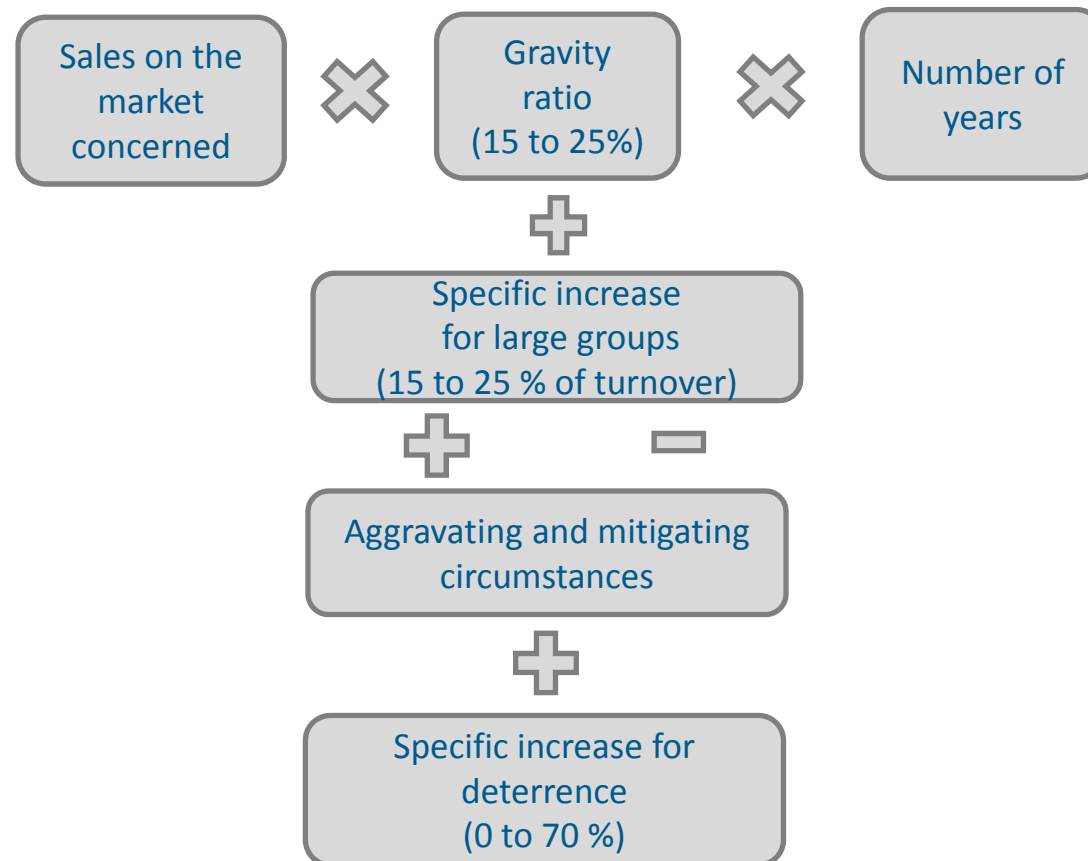 Sales on the
market
concerned
Gravity
ratio
(15 to 25%)
Number of
years
Specific increase
for large groups
(15 to 25 % of turnover)
Aggravating and mitigating
circumstances
Specific increase for
deterrence
(0 to 70 %)